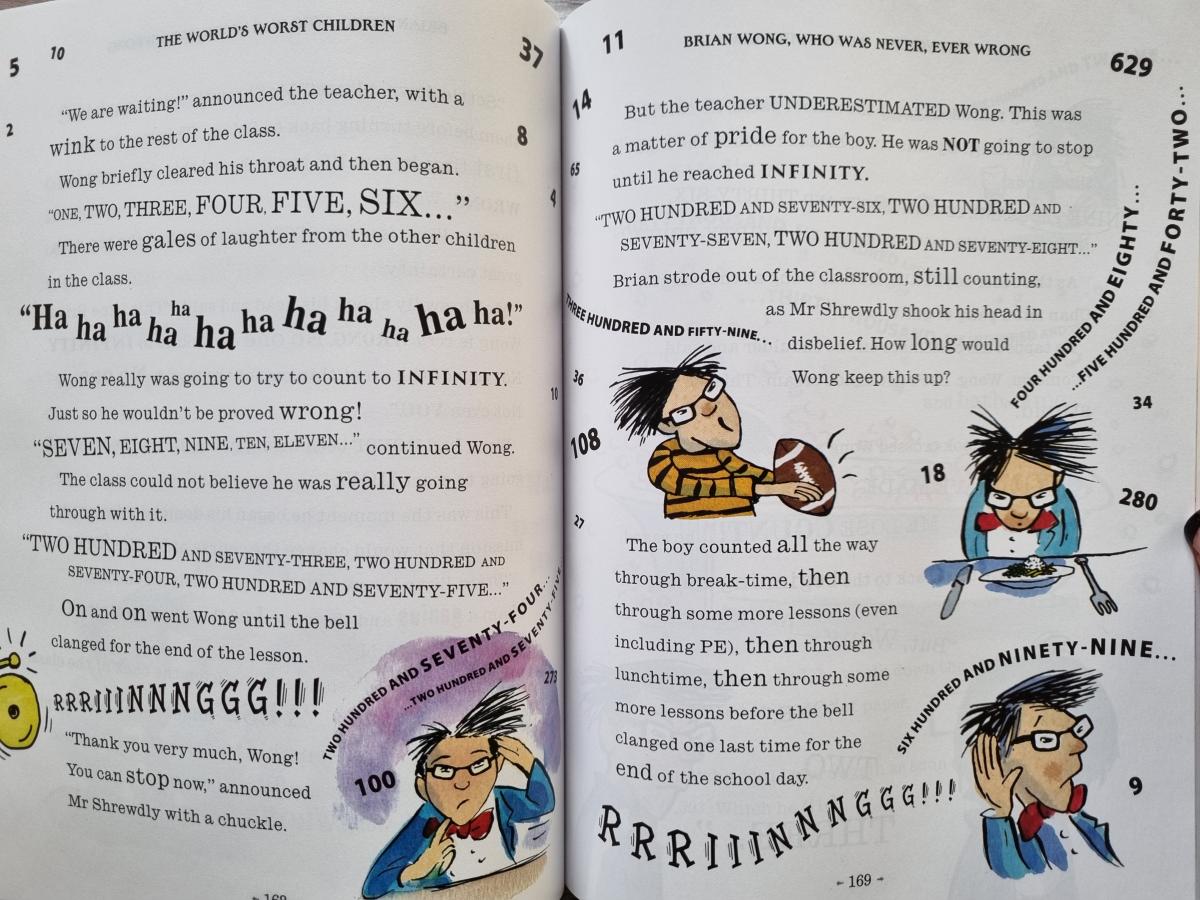 THE WORLD'S WORST CHILDREN
5
10
37
2
8
4
"We are waiting!" announced the teacher, with a
wink to the rest of the class.
Wong briefly cleared his throat and then began.
"ONE, TWO, THREE, FOUR, FIVE, SIX..."
There were gales of laughter from the other children
in the class.
"Ha ha ha ha ha ha ha ha ha ha ha ha!"
Wong really was going to try to count to INFINITY.
Just so he wouldn't be proved wrong!
"SEVEN, EIGHT, NINE, TEN, ELEVEN..." continued Wong.
10
The class could not believe he was really going
through with it.
"TWO HUNDRED AND SEVENTY-THREE, TWO HUNDRED AND
SEVENTY-FOUR, TWO HUNDRED AND SEVENTY-FIVE..."
On and on went Wong until the bell
clanged for the end of the lesson.
RRRIIINNNGGG!!!
"Thank you very much, Wong!
You can stop now," announced
Mr Shrewdly with a chuckle.
TWO HUNDRED AND SEVENTY-FOUR...
...TWO HUNDRED AND SEVENTY-FIVE
273
100
BRIAN WONG, WHO WAS NEVER, EVER WRONG
11
629
14
65
But the teacher UNDERESTIMATED Wong. This was
a matter of pride for the boy. He was NOT going to stop
until he reached INFINITY.
"TWO HUNDRED AND SEVENTY-SIX, TWO HUNDRED AND
SEVENTY-SEVEN, TWO HUNDRED AND SEVENTY-EIGHT..."
Brian strode out of the classroom, still counting,
as Mr Shrewdly shook his head in
disbelief. How long would
Wong keep this up?
THREE HUNDRED AND FIFTY-NINE...
FOUR HUNDRED AND EIGHTY...
...FIVE HUNDRED AND FORTY-TWO...
36
108
34
18
280
27
The boy counted all the way
through break-time, then
through some more lessons (even
including PE), then through
lunchtime, then through some
more lessons before the bell
clanged one last time for the
end of the school day.
SIX HUNDRED AND NINETY-NINE...
9
RRRIIINNNGGG!!!
- 169 -